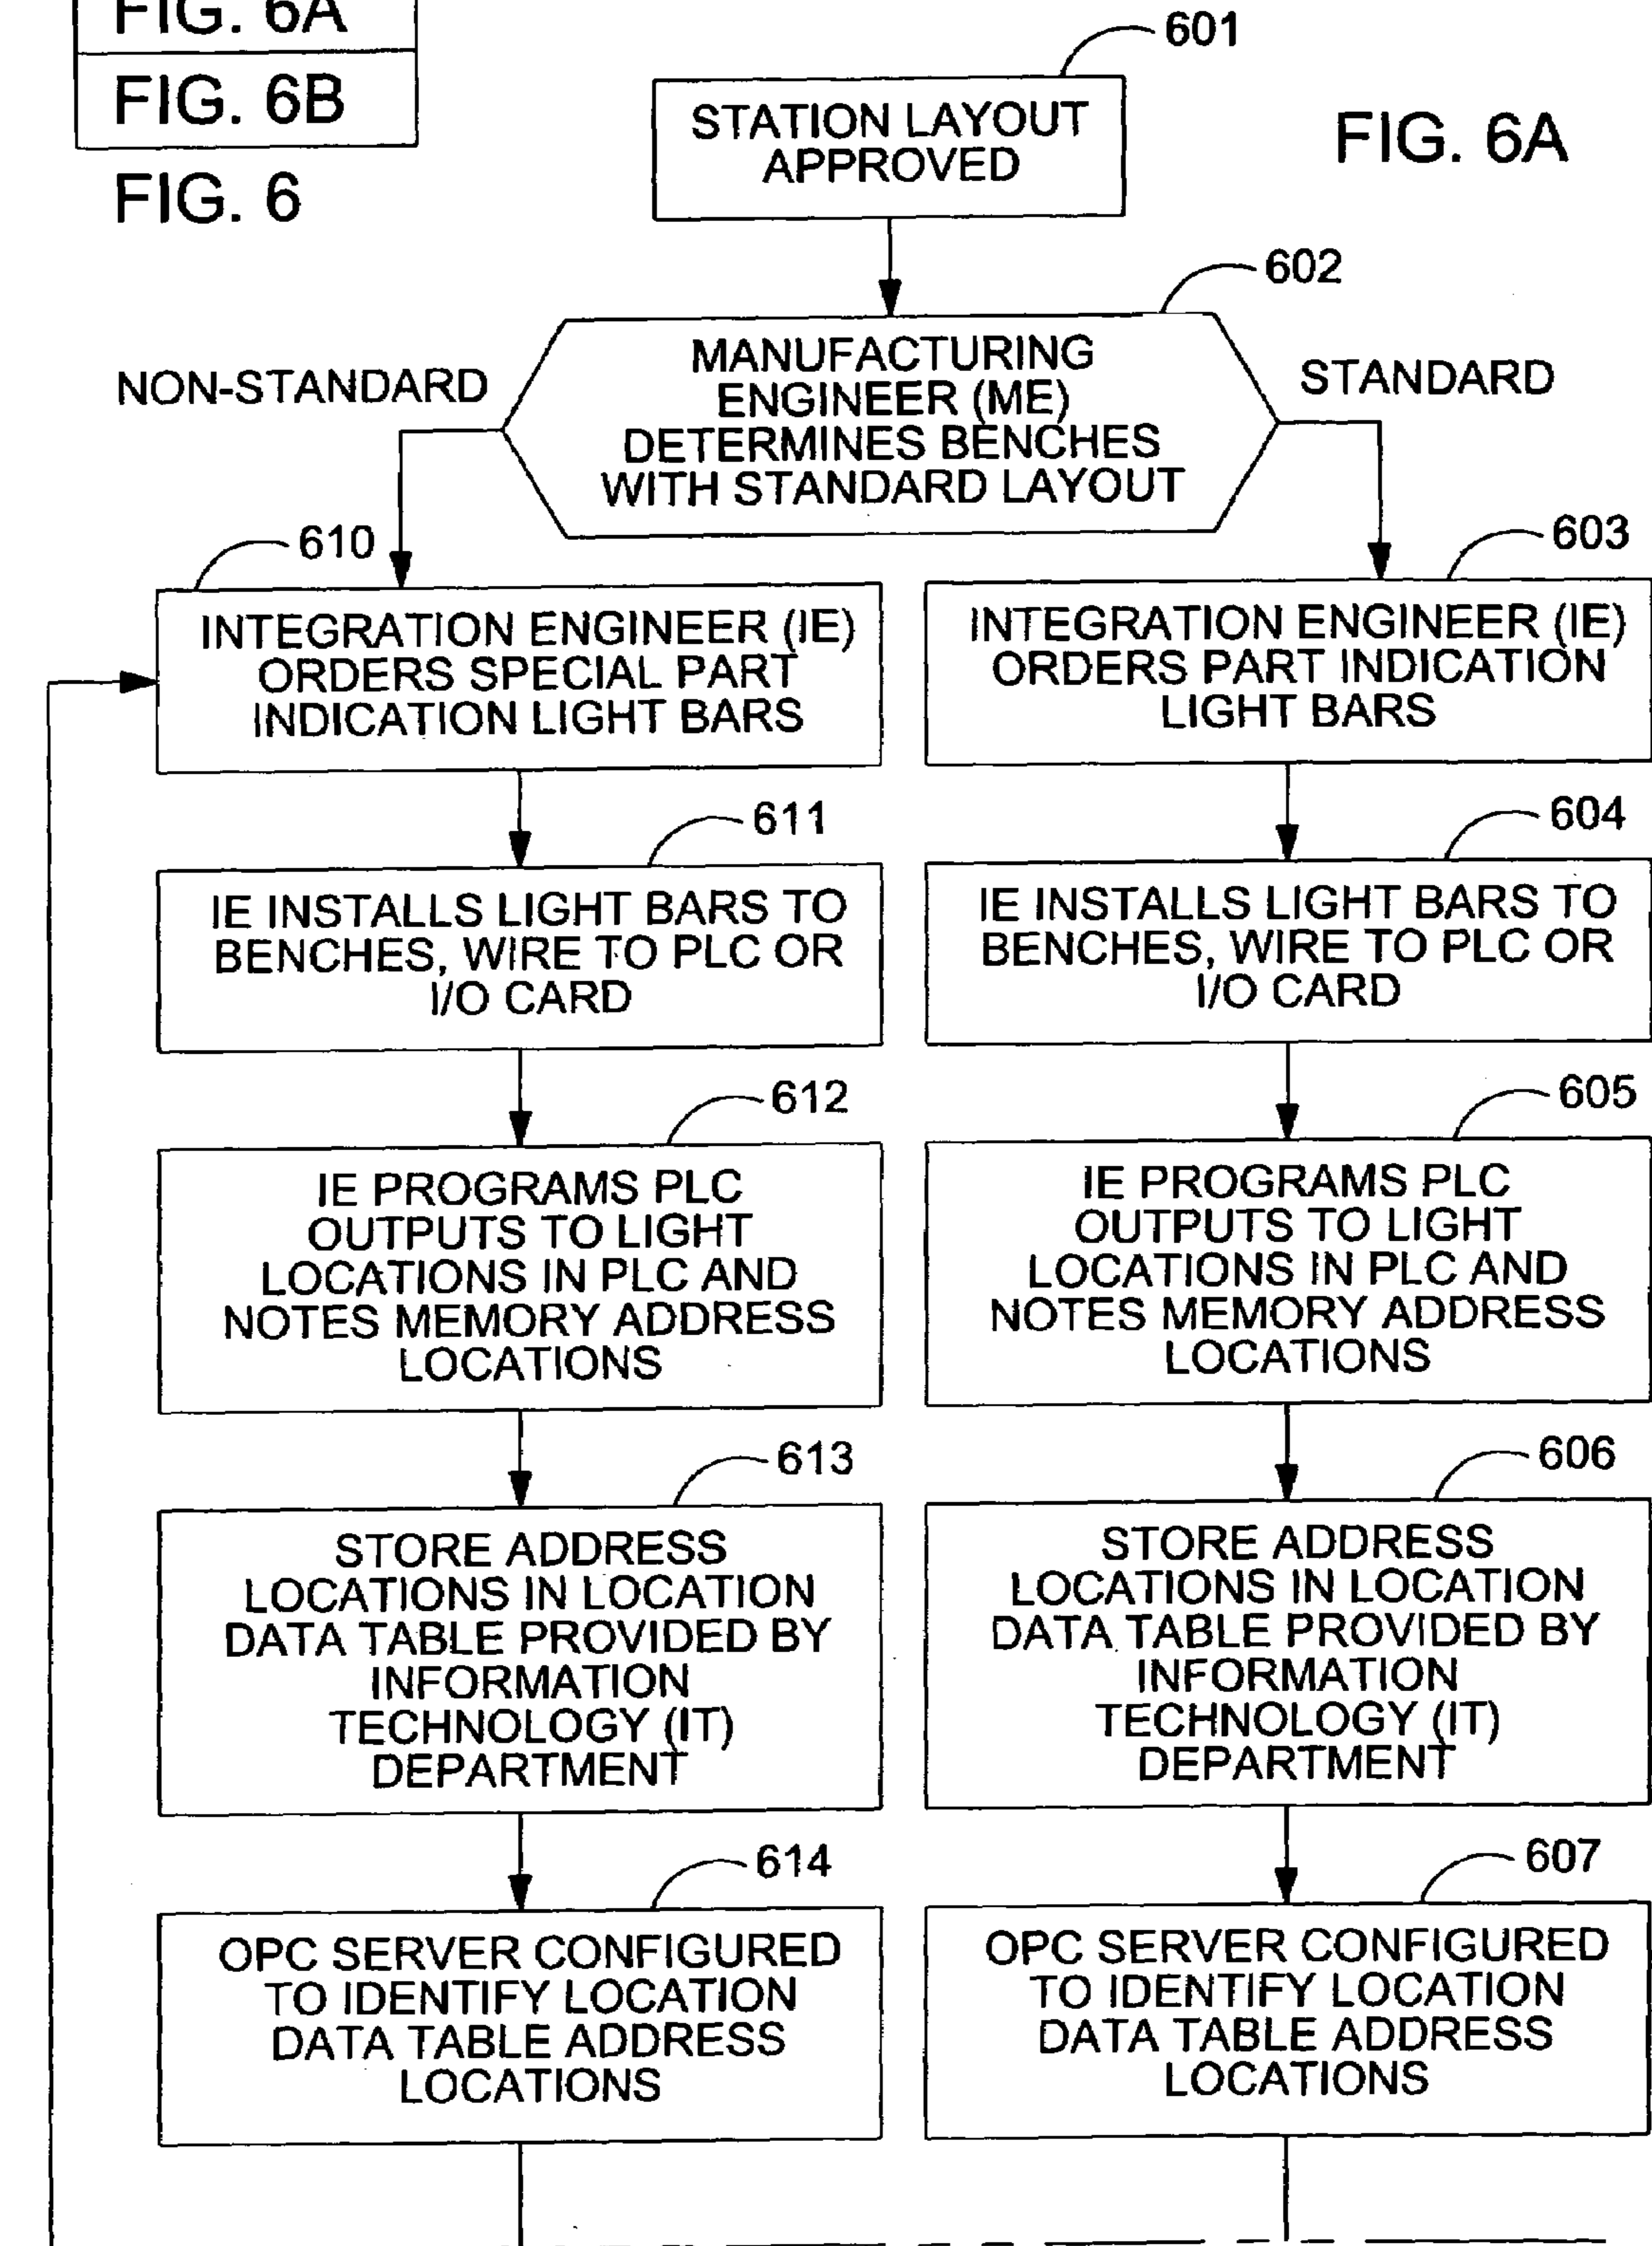 FIG. 6A
FIG. 6B
FIG. 6
FIG. 6A
601
STATION LAYOUT
APPROVED
602
MANUFACTURING
ENGINEER (ME)
DETERMINES BENCHES
WITH STANDARD LAYOUT
NON-STANDARD
STANDARD
610
INTEGRATION ENGINEER (IE)
ORDERS SPECIAL PART
INDICATION LIGHT BARS
603
INTEGRATION ENGINEER (IE)
ORDERS PART INDICATION
LIGHT BARS
611
IE INSTALLS LIGHT BARS TO
BENCHES, WIRE TO PLC OR
I/O CARD
604
IE INSTALLS LIGHT BARS TO
BENCHES, WIRE TO PLC OR
I/O CARD
612
IE PROGRAMS PLC
OUTPUTS TO LIGHT
LOCATIONS IN PLC AND
NOTES MEMORY ADDRESS
LOCATIONS
605
IE PROGRAMS PLC
OUTPUTS TO LIGHT
LOCATIONS IN PLC AND
NOTES MEMORY ADDRESS
LOCATIONS
613
STORE ADDRESS
LOCATIONS IN LOCATION
DATA TABLE PROVIDED BY
INFORMATION
TECHNOLOGY (IT)
DEPARTMENT
606
STORE ADDRESS
LOCATIONS IN LOCATION
DATA TABLE PROVIDED BY
INFORMATION
TECHNOLOGY (IT)
DEPARTMENT
614
OPC SERVER CONFIGURED
TO IDENTIFY LOCATION
DATA TABLE ADDRESS
LOCATIONS
607
OPC SERVER CONFIGURED
TO IDENTIFY LOCATION
DATA TABLE ADDRESS
LOCATIONS